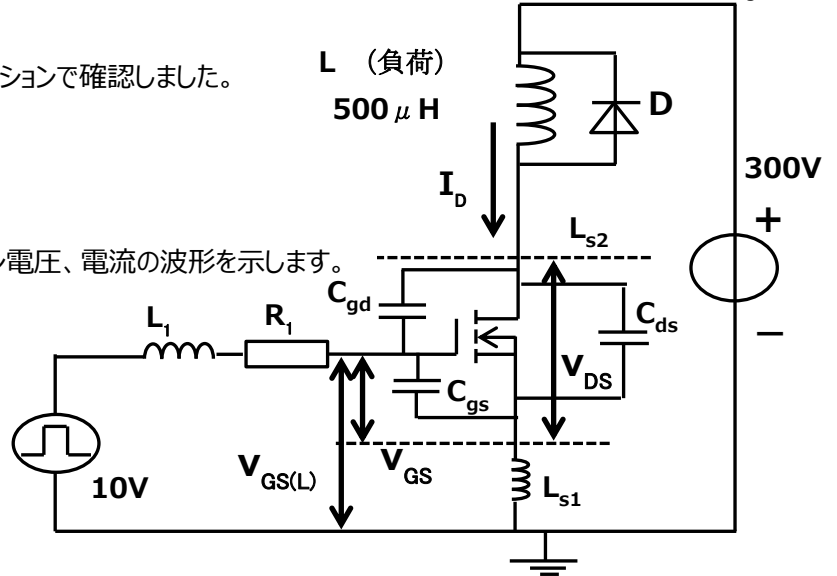 ションで確認しました。
L （負荷）
500μH
D
300V
I_D
+
L_s2
ン電圧、電流の波形を示します。
C_gd
L_1
R_1
C_ds
−
V_DS
C_gs
V_GS
V_GS(L)
10V
L_s1